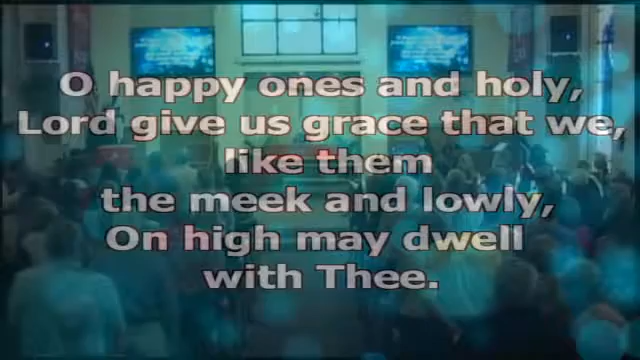 O happy ones and holy,
Lord give us grace that we,
like them
the meek and lowly,
On high may dwell
with Thee.